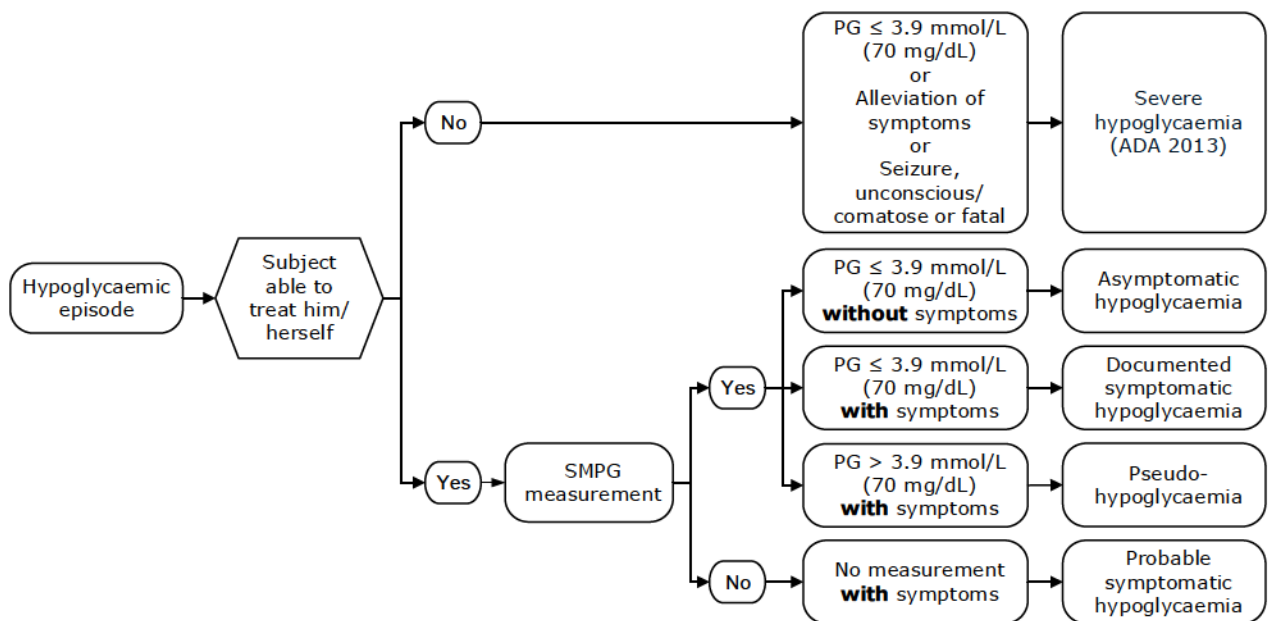 Hypoglycaemic
episode
Subject
able to
treat him/
herself
No
PG ≤ 3.9 mmol/L
(70 mg/dL)
or
Alleviation of
symptoms
or
Seizure,
unconscious/
comatose or fatal
Severe
hypoglycaemia
(ADA 2013)
Yes
SMPG
measurement
Yes
PG ≤ 3.9 mmol/L
(70 mg/dL)
without symptoms
Asymptomatic
hypoglycaemia
PG ≤ 3.9 mmol/L
(70 mg/dL)
with symptoms
Documented
symptomatic
hypoglycaemia
PG > 3.9 mmol/L
(70 mg/dL)
with symptoms
Pseudo-
hypoglycaemia
No
No measurement
with symptoms
Probable
symptomatic
hypoglycaemia